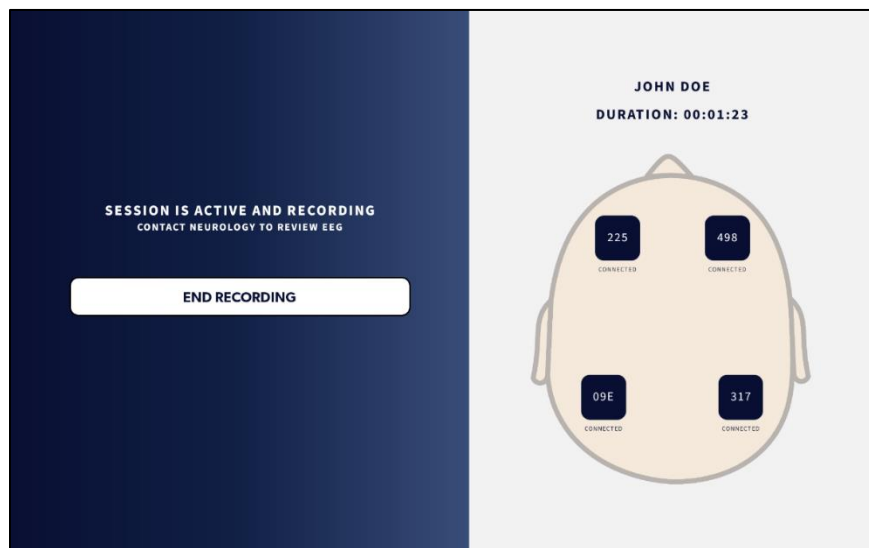 SESSION IS ACTIVE AND RECORDING
CONTACT NEUROLOGY TO REVIEW EEG
END RECORDING
JOHN DOE
DURATION: 00:01:23
225
498
CONNECTED
CONNECTED
09E
317
CONNECTED
CONNECTED